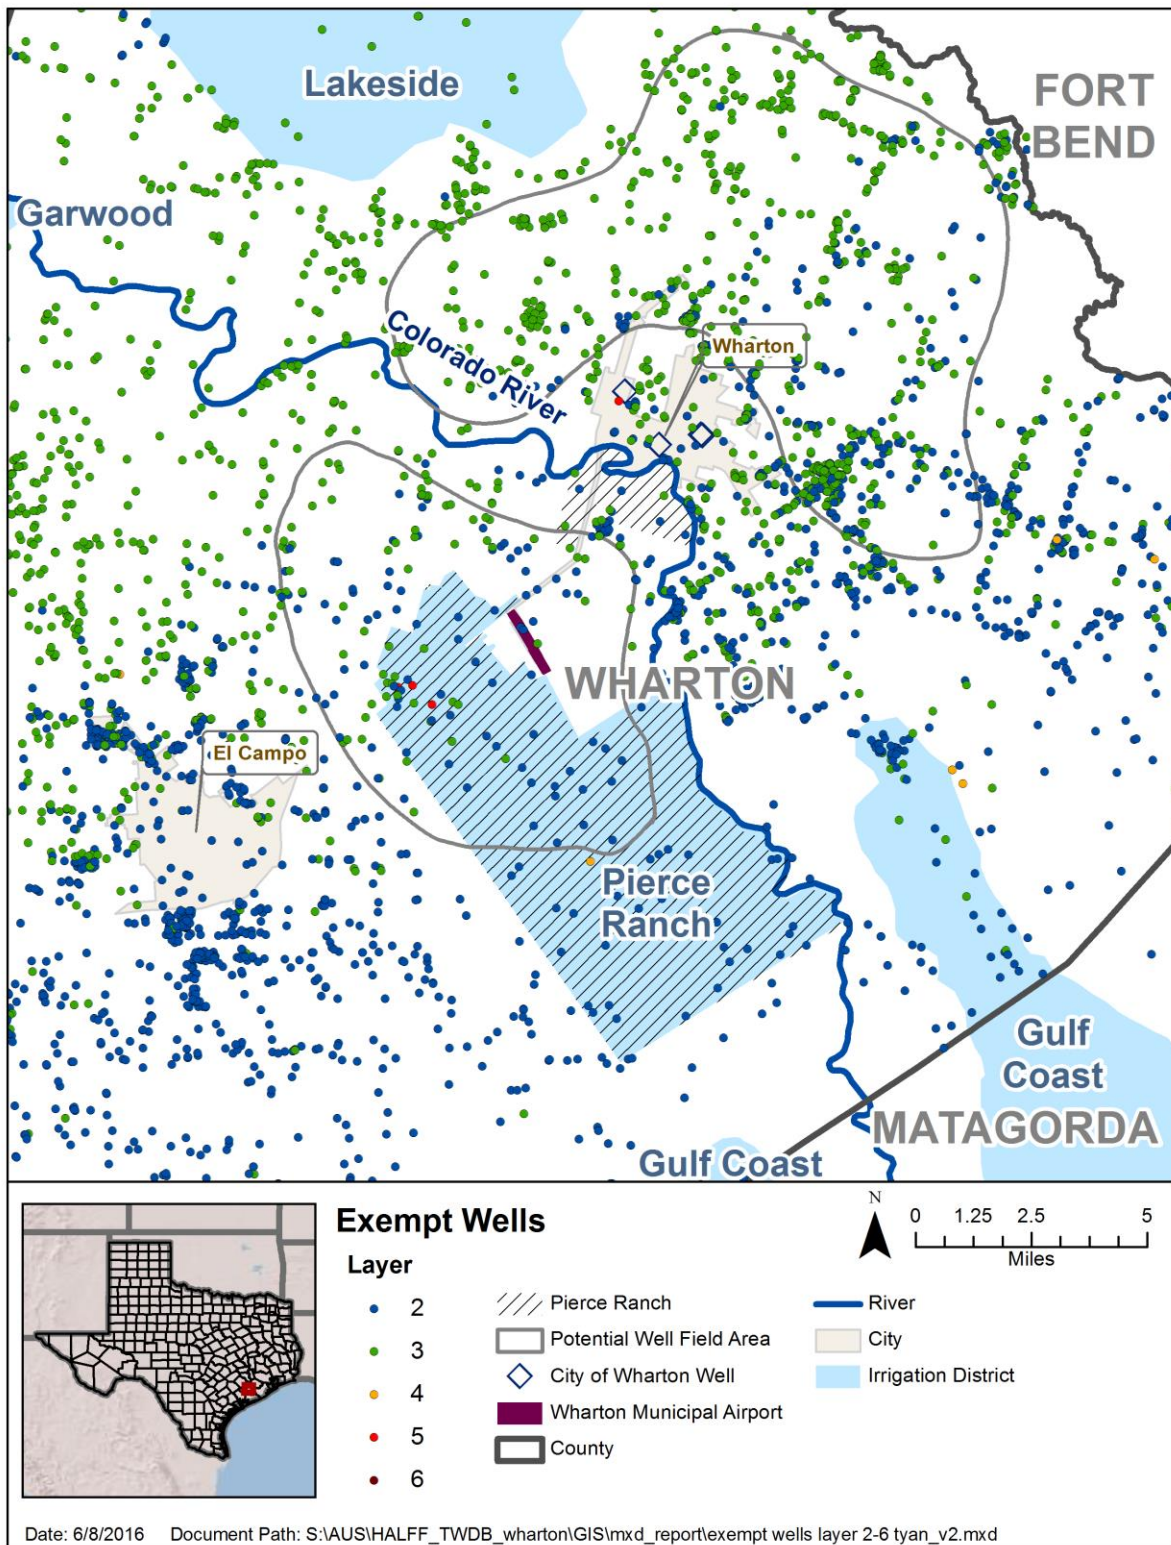 Lakeside
FORT
BEND
Garwood
Colorado River
Wharton
WHARTON
El Campo
Pierce
Ranch
Gulf
Coast
MATAGORDA
Gulf Coast
Exempt Wells
Layer
2
3
4
5
6
Pierce Ranch
Potential Well Field Area
City of Wharton Well
Wharton Municipal Airport
County
River
City
Irrigation District
N
0 1.25 2.5 5
Miles
Date: 6/8/2016 Document Path: S:\AUS\HALFF_TWDB_wharton\GIS\mxd_report\exempt wells layer 2-6 tyan_v2.mxd